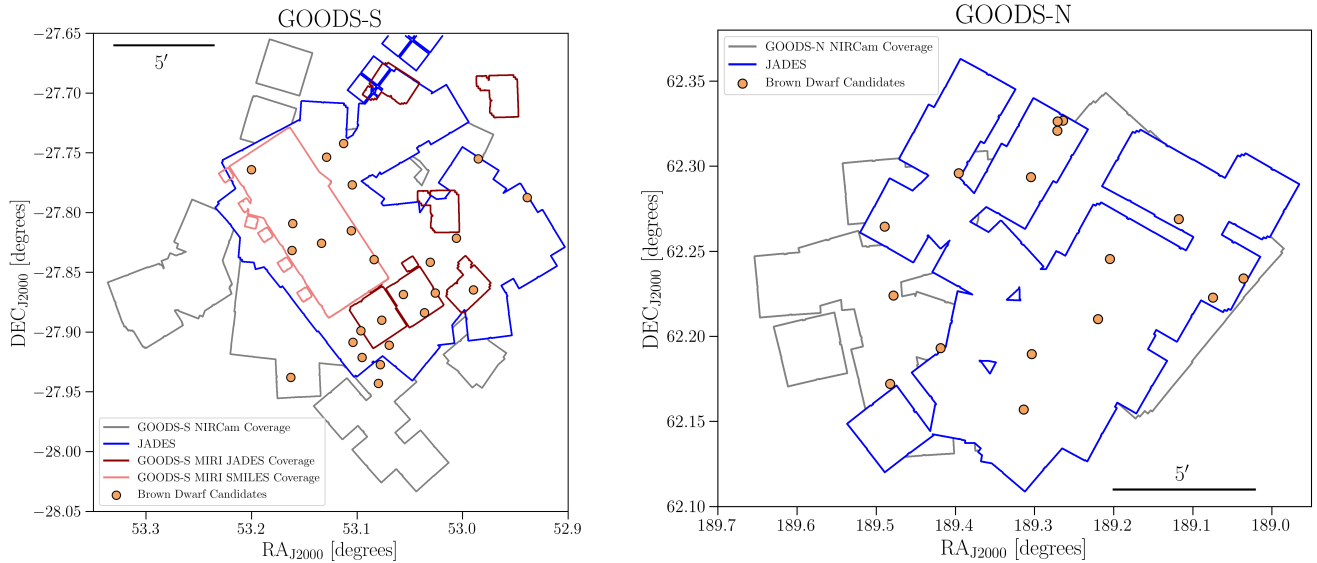 GOODS-S
−27.65
−27.70
−27.75
−27.80
−27.85
−27.90
−27.95
−28.00
−28.05
DEC_J2000 [degrees]
5′
GOODS-S NIRCam Coverage
JADES
GOODS-S MIRI JADES Coverage
GOODS-S MIRI SMILES Coverage
Brown Dwarf Candidates
53.3 53.2 53.1 53.0 52.9
RA_J2000 [degrees]
GOODS-N
62.35
62.30
62.25
62.20
62.15
62.10
DEC_J2000 [degrees]
GOODS-N NIRCam Coverage
JADES
Brown Dwarf Candidates
5′
189.7 189.6 189.5 189.4 189.3 189.2 189.1 189.0
RA_J2000 [degrees]